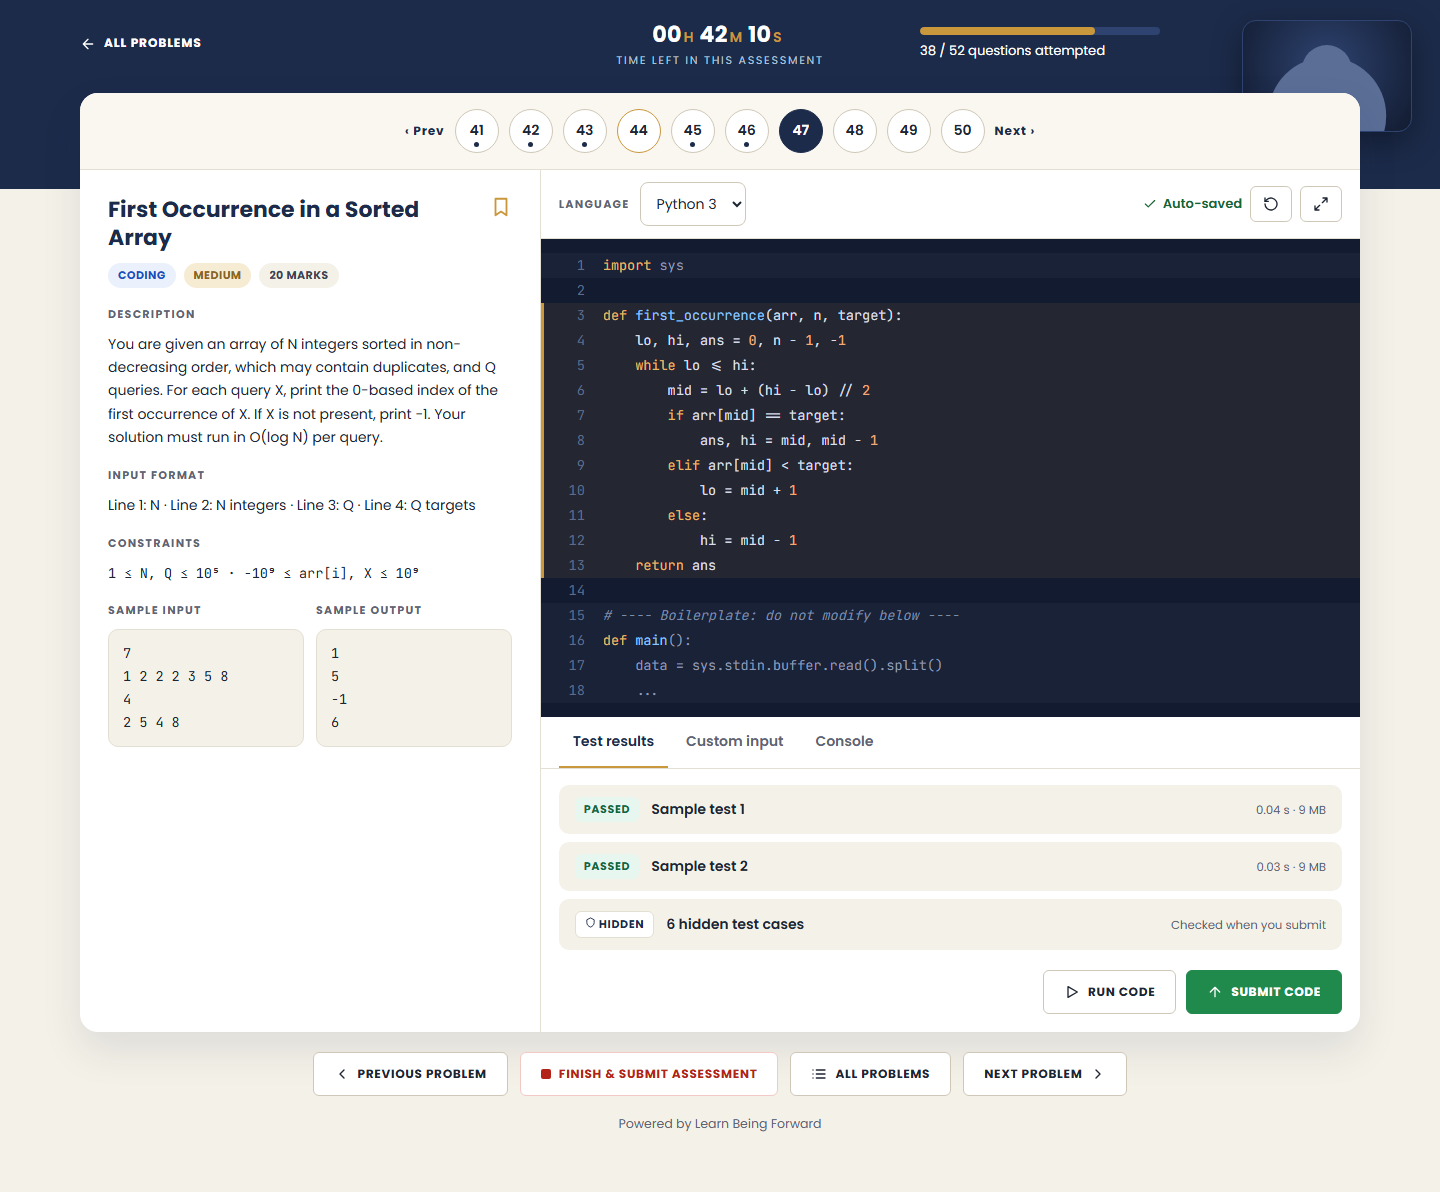 ALL PROBLEMS
00H 42M 10S
TIME LEFT IN THIS ASSESSMENT
38 / 52 questions attempted
‹ Prev 41 42 43 44 45 46 47 48 49 50 Next ›
First Occurrence in a Sorted
Array
CODING MEDIUM 20 MARKS
DESCRIPTION
You are given an array of N integers sorted in non-
decreasing order, which may contain duplicates, and Q
queries. For each query X, print the 0-based index of the
first occurrence of X. If X is not present, print -1. Your
solution must run in O(log N) per query.
INPUT FORMAT
Line 1: N · Line 2: N integers · Line 3: Q · Line 4: Q targets
CONSTRAINTS
1 ≤ N, Q ≤ 10⁵ · -10⁹ ≤ arr[i], X ≤ 10⁹
SAMPLE INPUT
7
1 2 2 2 3 5 8
4
2 5 4 8
SAMPLE OUTPUT
1
5
-1
6
LANGUAGE Python 3 Auto-saved
1 import sys
2
3 def first_occurrence(arr, n, target):
4     lo, hi, ans = 0, n - 1, -1
5     while lo <= hi:
6         mid = lo + (hi - lo) // 2
7         if arr[mid] == target:
8             ans, hi = mid, mid - 1
9         elif arr[mid] < target:
10             lo = mid + 1
11         else:
12             hi = mid - 1
13     return ans
14
15 # ---- Boilerplate: do not modify below ----
16 def main():
17     data = sys.stdin.buffer.read().split()
18     ...
Test results Custom input Console
PASSED Sample test 1 0.04 s · 9 MB
PASSED Sample test 2 0.03 s · 9 MB
HIDDEN 6 hidden test cases Checked when you submit
RUN CODE SUBMIT CODE
PREVIOUS PROBLEM FINISH & SUBMIT ASSESSMENT ALL PROBLEMS NEXT PROBLEM
Powered by Learn Being Forward